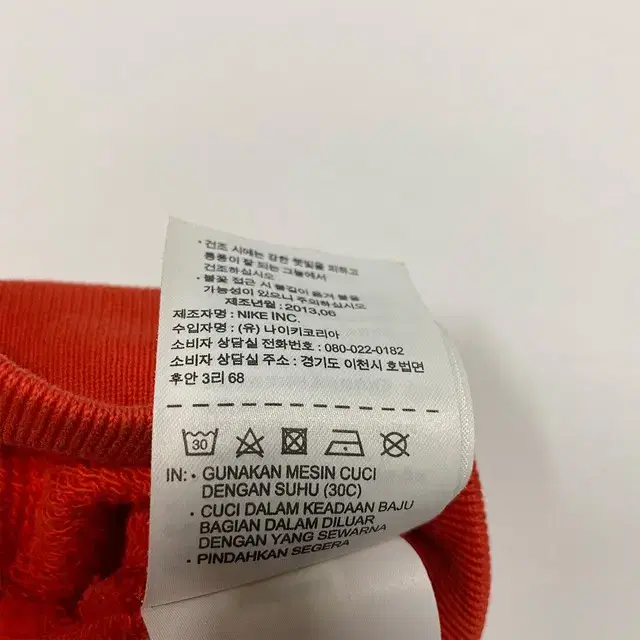 · 건조 시에는 강한 햇빛을 피하고
통풍이 잘 되는 그늘에서
건조하십시오
· 불꽃 접근 시 불길이 옮겨 붙을
가능성이 있으니 주의하십시오
제조년월 : 2013.06
제조자명 : NIKE INC.
수입자명 : (유) 나이키코리아
소비자 상담실 전화번호 : 080-022-0182
소비자 상담실 주소 : 경기도 이천시 호법면
후안 3리 68
30
IN: · GUNAKAN MESIN CUCI
DENGAN SUHU (30C)
· CUCI DALAM KEADAAN BAJU
BAGIAN DALAM DILUAR
DENGAN YANG SEWARNA
· PINDAHKAN SEGERA